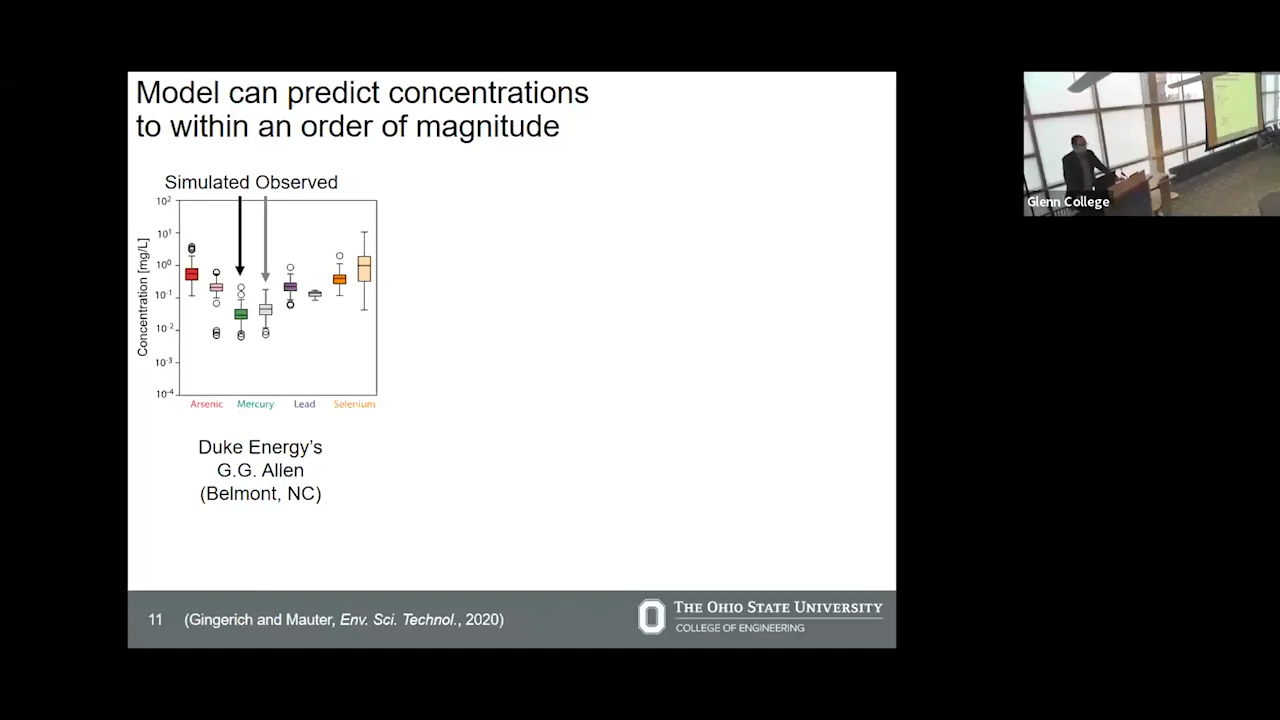 Model can predict concentrations
to within an order of magnitude
Simulated Observed
Concentration [mg/L]
10²
10¹
10⁰
10⁻¹
10⁻²
10⁻³
10⁻⁴
Arsenic Mercury Lead Selenium
Duke Energy's
G.G. Allen
(Belmont, NC)
11 (Gingerich and Mauter, Env. Sci. Technol., 2020)
THE OHIO STATE UNIVERSITY
COLLEGE OF ENGINEERING
Glenn College